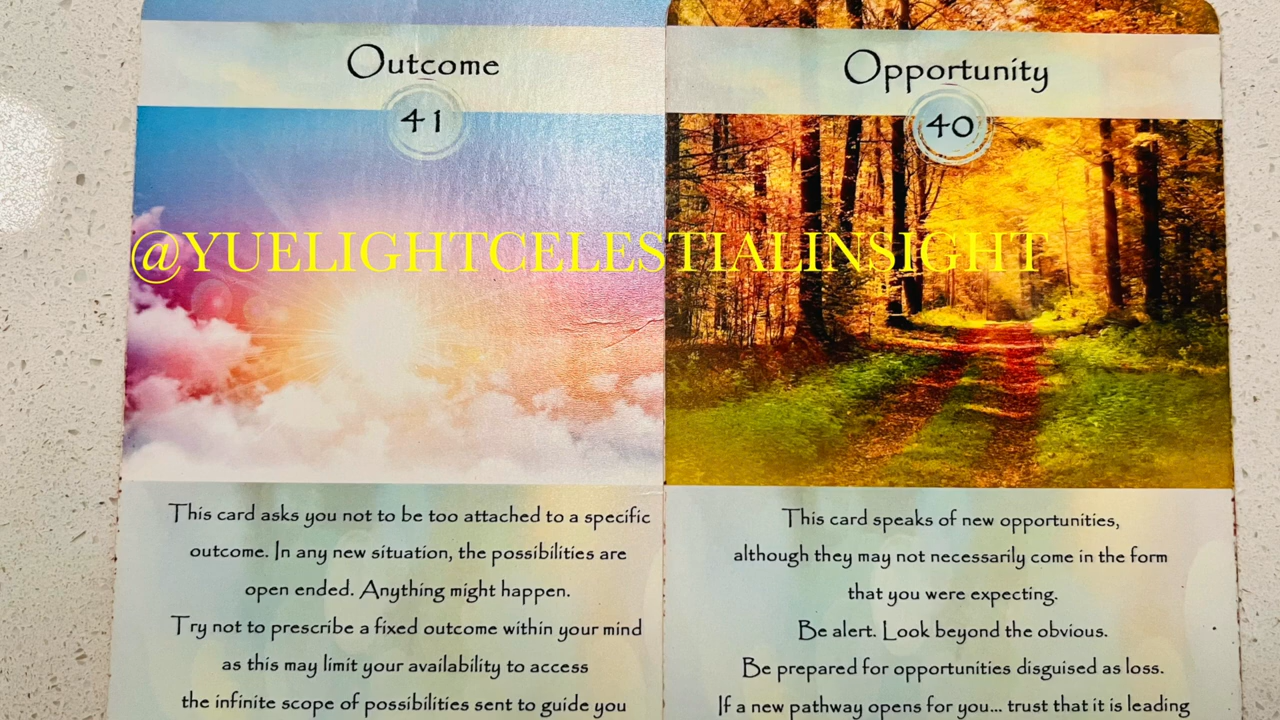 Outcome
41
This card asks you not to be too attached to a specific
outcome. In any new situation, the possibilities are
open ended. Anything might happen.
Try not to prescribe a fixed outcome within your mind
as this may limit your availability to access
the infinite scope of possibilities sent to guide you
Opportunity
40
This card speaks of new opportunities,
although they may not necessarily come in the form
that you were expecting.
Be alert. Look beyond the obvious.
Be prepared for opportunities disguised as loss.
If a new pathway opens for you... trust that it is leading
@YUELIGHTCELESTIALINSIGHT